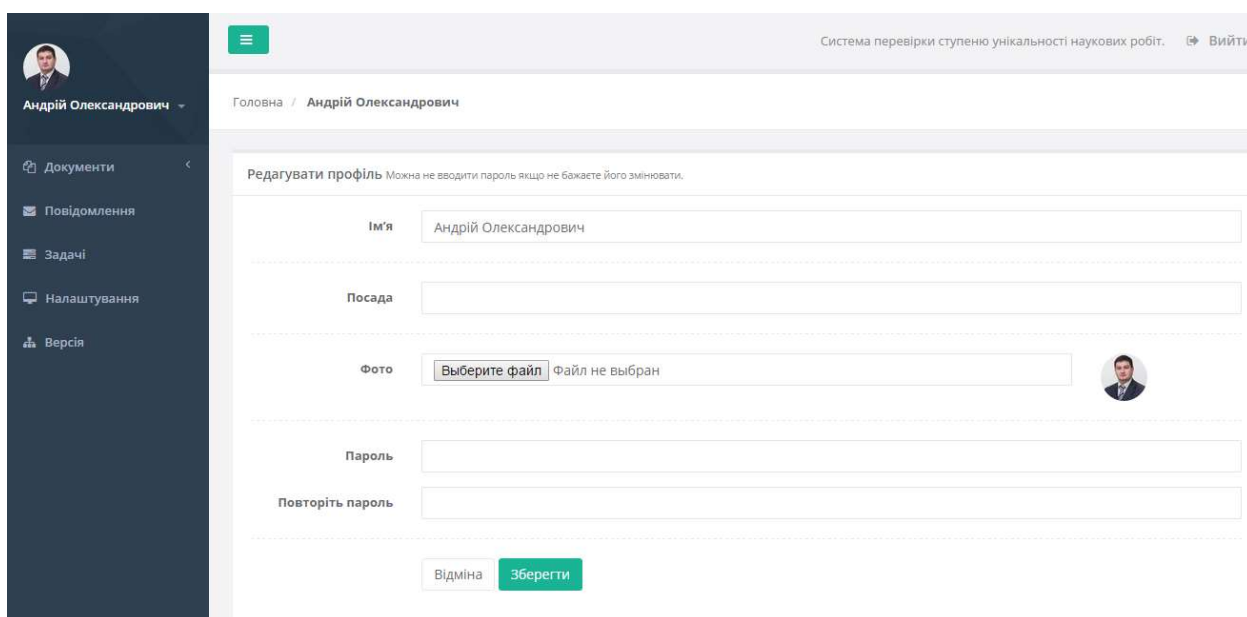 Система перевірки ступеню унікальності наукових робіт.
Вийти
Андрій Олександрович
Головна / Андрій Олександрович
Документи
Повідомлення
Задачі
Налаштування
Версія
Редагувати профіль Можна не вводити пароль якщо не бажаєте його змінювати.
Ім'я
Андрій Олександрович
Посада
Фото
Выберите файл Файл не выбран
Пароль
Повторіть пароль
Відміна
Зберегти